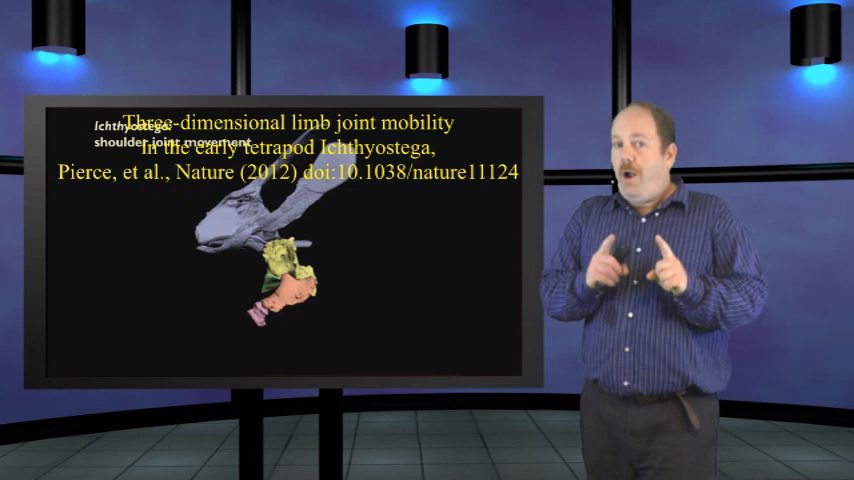 Three-dimensional limb joint mobility
In the early tetrapod Ichthyostega,
Pierce, et al., Nature (2012) doi:10.1038/nature11124
Ichthyostega:
shoulder joint movement